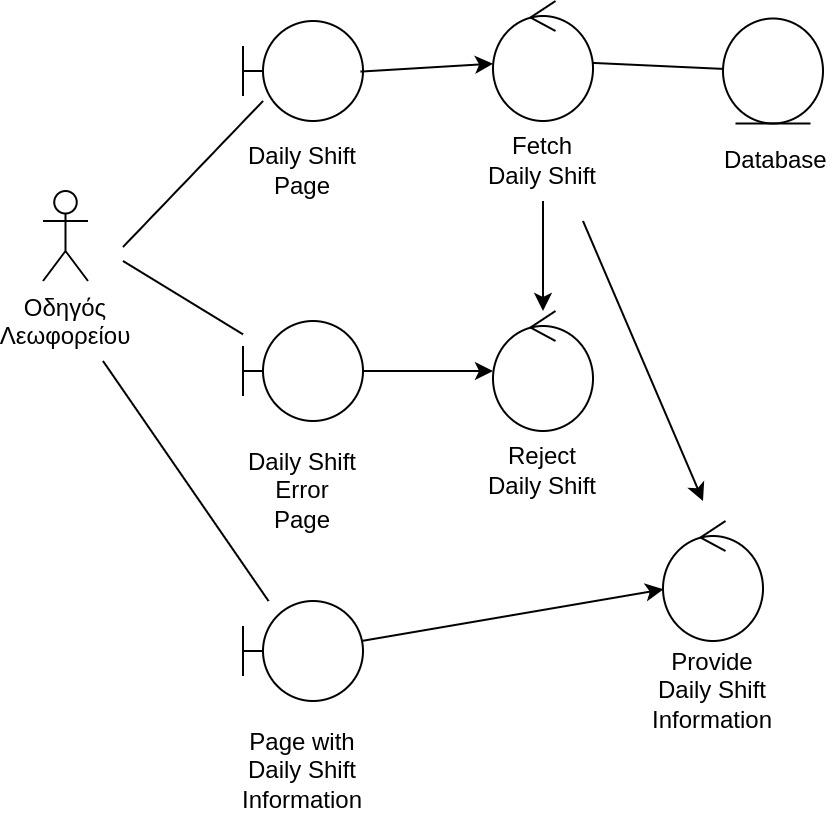 Daily Shift
Page
Fetch
Daily Shift
Database
Οδηγός
Λεωφορείου
Daily Shift
Error
Page
Reject
Daily Shift
Provide
Daily Shift
Information
Page with
Daily Shift
Information